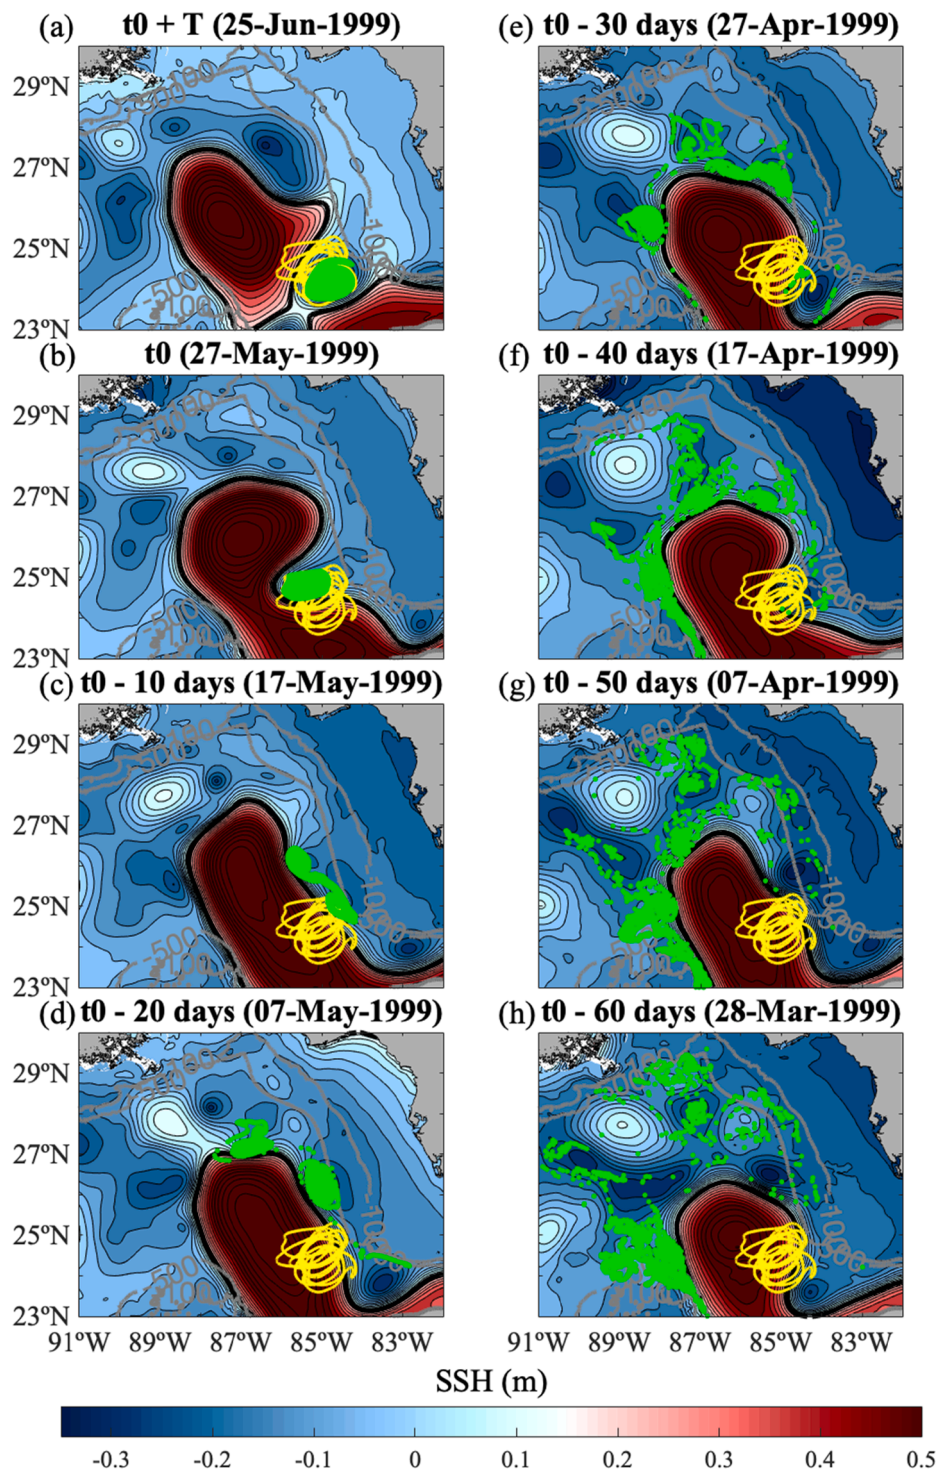 (a) t0 + T (25-Jun-1999)
29ºN
27ºN
25ºN
23ºN
(b) t0 (27-May-1999)
29ºN
27ºN
25ºN
23ºN
(c) t0 - 10 days (17-May-1999)
29ºN
27ºN
25ºN
23ºN
(d) t0 - 20 days (07-May-1999)
29ºN
27ºN
25ºN
23ºN
91ºW 89ºW 87ºW 85ºW 83ºW
(e) t0 - 30 days (27-Apr-1999)
(f) t0 - 40 days (17-Apr-1999)
(g) t0 - 50 days (07-Apr-1999)
(h) t0 - 60 days (28-Mar-1999)
91ºW 89ºW 87ºW 85ºW 83ºW
SSH (m)
-0.3 -0.2 -0.1 0 0.1 0.2 0.3 0.4 0.5